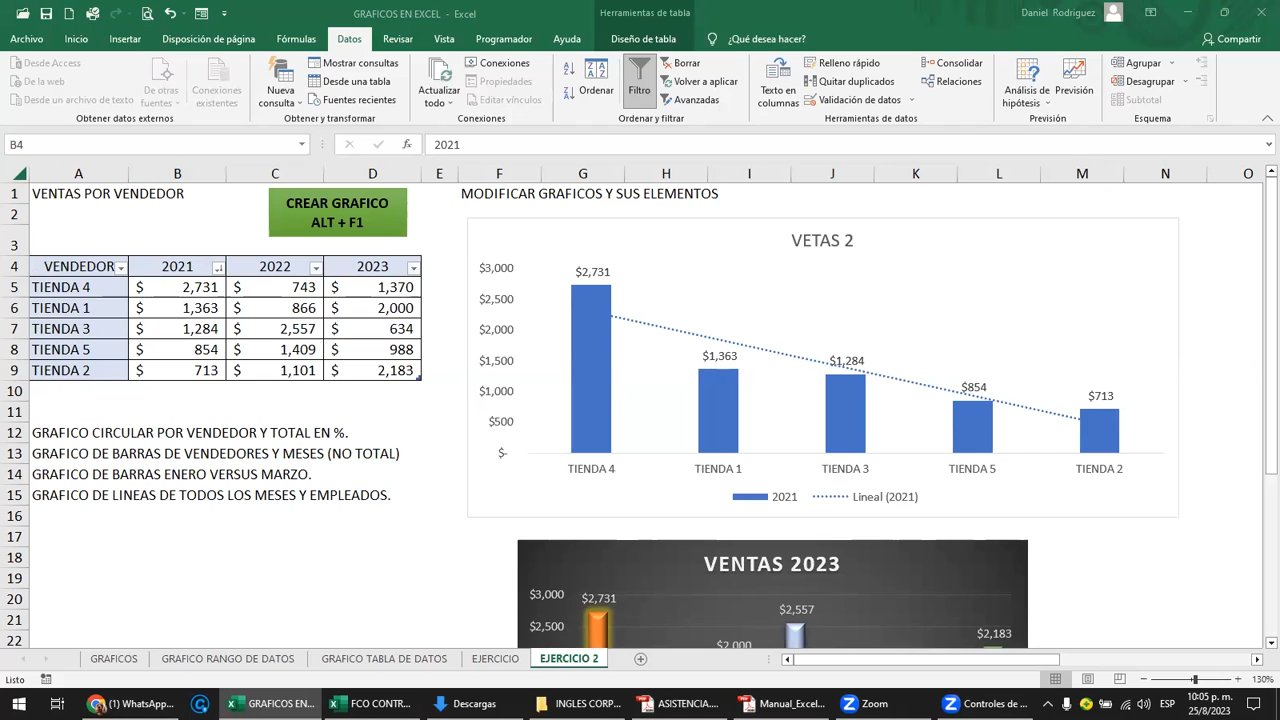 GRAFICOS EN EXCEL - Excel
Herramientas de tabla
Daniel Rodriguez
Archivo Inicio Insertar Disposición de página Fórmulas Datos Revisar Vista Programador Ayuda Diseño de tabla ¿Qué desea hacer? Compartir
Desde Access
De la web
Desde un archivo de texto
De otras fuentes
Conexiones existentes
Obtener datos externos
Nueva consulta
Mostrar consultas
Desde una tabla
Fuentes recientes
Obtener y transformar
Actualizar todo
Conexiones
Propiedades
Editar vínculos
Conexiones
Ordenar
Filtro
Borrar
Volver a aplicar
Avanzadas
Ordenar y filtrar
Texto en columnas
Relleno rápido
Quitar duplicados
Validación de datos
Consolidar
Relaciones
Herramientas de datos
Análisis de hipótesis
Previsión
Previsión
Agrupar
Desagrupar
Subtotal
Esquema
B4 fx 2021
A B C D E F G H I J K L M N O
1 VENTAS POR VENDEDOR
MODIFICAR GRAFICOS Y SUS ELEMENTOS
2
3
CREAR GRAFICO
ALT + F1
4 VENDEDOR 2021 2022 2023
5 TIENDA 4 $ 2,731 $ 743 $ 1,370
6 TIENDA 1 $ 1,363 $ 866 $ 2,000
7 TIENDA 3 $ 1,284 $ 2,557 $ 634
8 TIENDA 5 $ 854 $ 1,409 $ 988
9 TIENDA 2 $ 713 $ 1,101 $ 2,183
10
11
12 GRAFICO CIRCULAR POR VENDEDOR Y TOTAL EN %.
13 GRAFICO DE BARRAS DE VENDEDORES Y MESES (NO TOTAL)
14 GRAFICO DE BARRAS ENERO VERSUS MARZO.
15 GRAFICO DE LINEAS DE TODOS LOS MESES Y EMPLEADOS.
16
17
18
19
20
21
22
VETAS 2
$3,000
$2,500
$2,000
$1,500
$1,000
$500
$-
$2,731
$1,363
$1,284
$854
$713
TIENDA 4 TIENDA 1 TIENDA 3 TIENDA 5 TIENDA 2
2021 Lineal (2021)
VENTAS 2023
$3,000
$2,500
$2,731
$2,000
$2,557
$2,183
GRAFICOS GRAFICO RANGO DE DATOS GRAFICO TABLA DE DATOS EJERCICIO EJERCICIO 2
Listo
130%
(1) WhatsApp... GRAFICOS EN... FCO CONTR... Descargas INGLES CORP... ASISTENCIA.... Manual_Excel... Zoom Controles de ... ESP
10:05 p. m.
25/8/2023